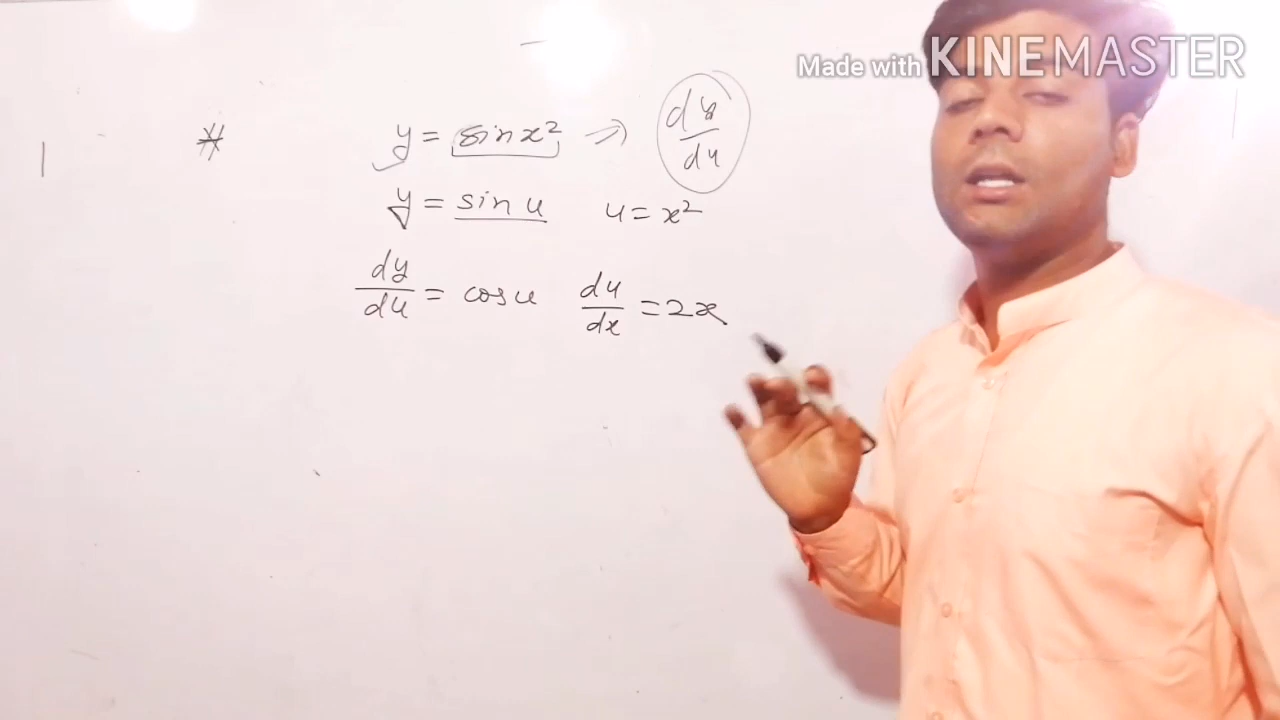 Made with KINEMASTER
* y = sin x² ⇒ dy/du
y = sin u u = x²
dy/du = cos u du/dx = 2x